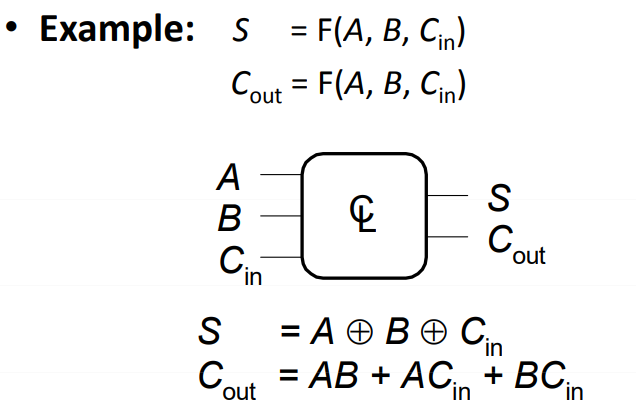 • Example: S = F(A, B, Cin)
Cout = F(A, B, Cin)
A
B
Cin
CL
S
Cout
S = A ⊕ B ⊕ Cin
Cout = AB + ACin + BCin